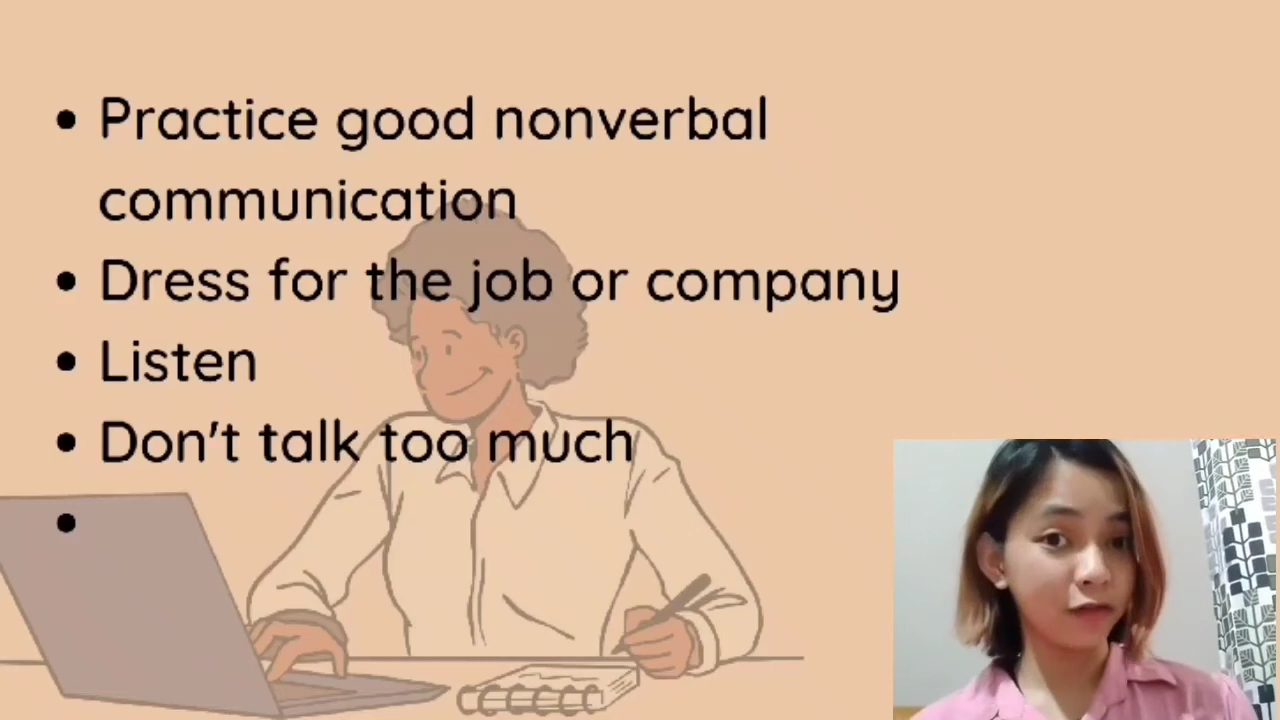 • Practice good nonverbal
communication
• Dress for the job or company
• Listen
• Don't talk too much
•